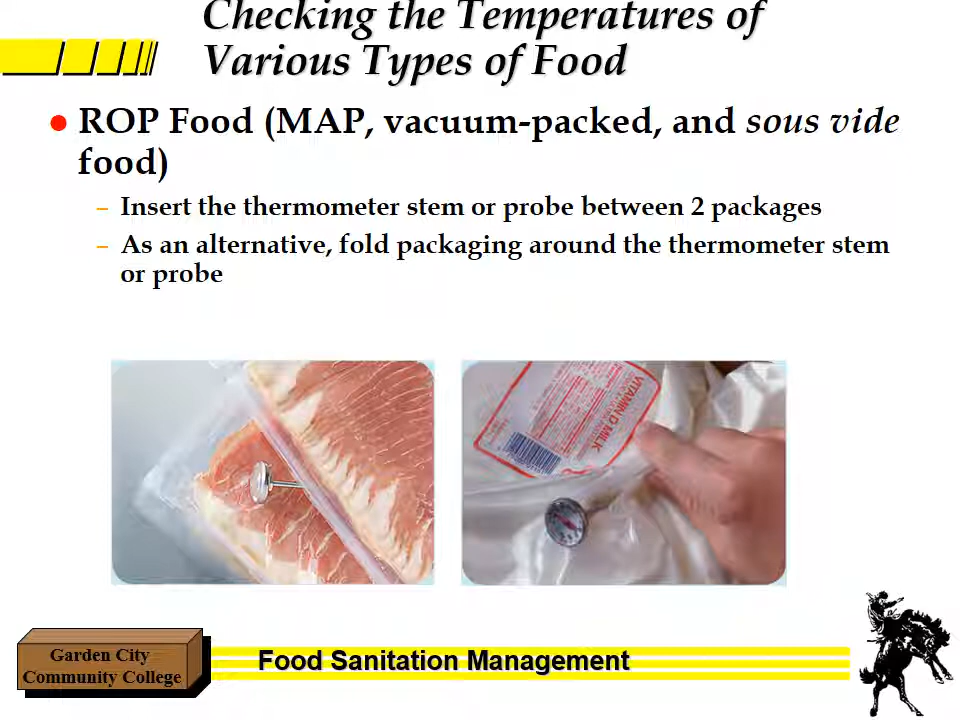 Checking the Temperatures of
Various Types of Food
ROP Food (MAP, vacuum-packed, and sous vide
food)
– Insert the thermometer stem or probe between 2 packages
– As an alternative, fold packaging around the thermometer stem
or probe
VITAMIN D MILK
Garden City
Community College
Food Sanitation Management